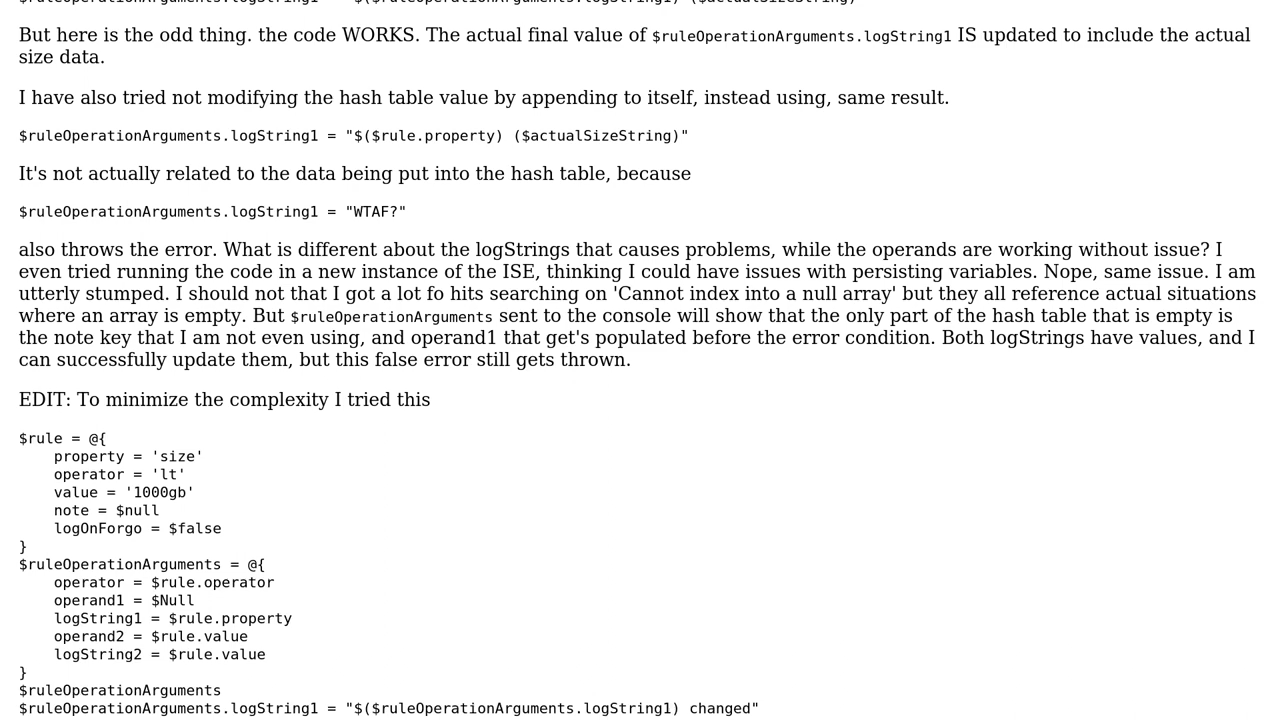 $ruleOperationArguments.logString1 = "$($ruleOperationArguments.logString1) ($actualSizeString)"
But here is the odd thing. the code WORKS. The actual final value of $ruleOperationArguments.logString1 IS updated to include the actual
size data.
I have also tried not modifying the hash table value by appending to itself, instead using, same result.
$ruleOperationArguments.logString1 = "$($rule.property) ($actualSizeString)"
It's not actually related to the data being put into the hash table, because
$ruleOperationArguments.logString1 = "WTAF?"
also throws the error. What is different about the logStrings that causes problems, while the operands are working without issue? I
even tried running the code in a new instance of the ISE, thinking I could have issues with persisting variables. Nope, same issue. I am
utterly stumped. I should not that I got a lot fo hits searching on 'Cannot index into a null array' but they all reference actual situations
where an array is empty. But $ruleOperationArguments sent to the console will show that the only part of the hash table that is empty is
the note key that I am not even using, and operand1 that get's populated before the error condition. Both logStrings have values, and I
can successfully update them, but this false error still gets thrown.
EDIT: To minimize the complexity I tried this
$rule = @{
    property = 'size'
    operator = 'lt'
    value = '1000gb'
    note = $null
    logOnForgo = $false
}
$ruleOperationArguments = @{
    operator = $rule.operator
    operand1 = $Null
    logString1 = $rule.property
    operand2 = $rule.value
    logString2 = $rule.value
}
$ruleOperationArguments
$ruleOperationArguments.logString1 = "$($ruleOperationArguments.logString1) changed"